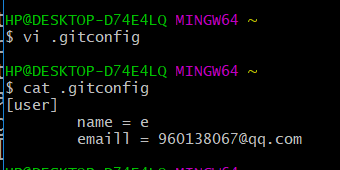 HP@DESKTOP-D74E4LQ MINGW64 ~
$ vi .gitconfig
HP@DESKTOP-D74E4LQ MINGW64 ~
$ cat .gitconfig
[user]
name = e
emaill = 960138067@qq.com